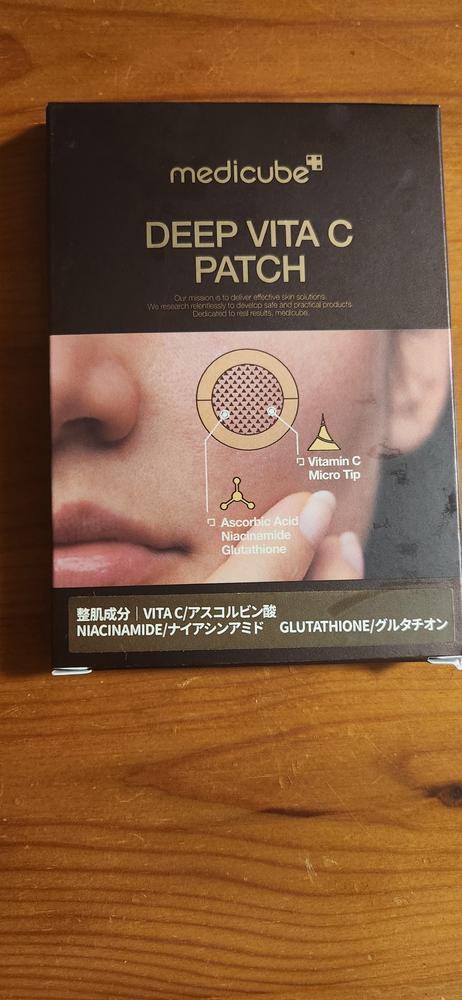 medicube
DEEP VITA C
PATCH
Our mission is to deliver effective skin solutions.
We research relentlessly to develop safe and practical products.
Dedicated to real results, medicube.
Vitamin C
Micro Tip
Ascorbic Acid
Niacinamide
Glutathione
整肌成分｜VITA C/アスコルビン酸
NIACINAMIDE/ナイアシンアミド GLUTATHIONE/グルタチオン